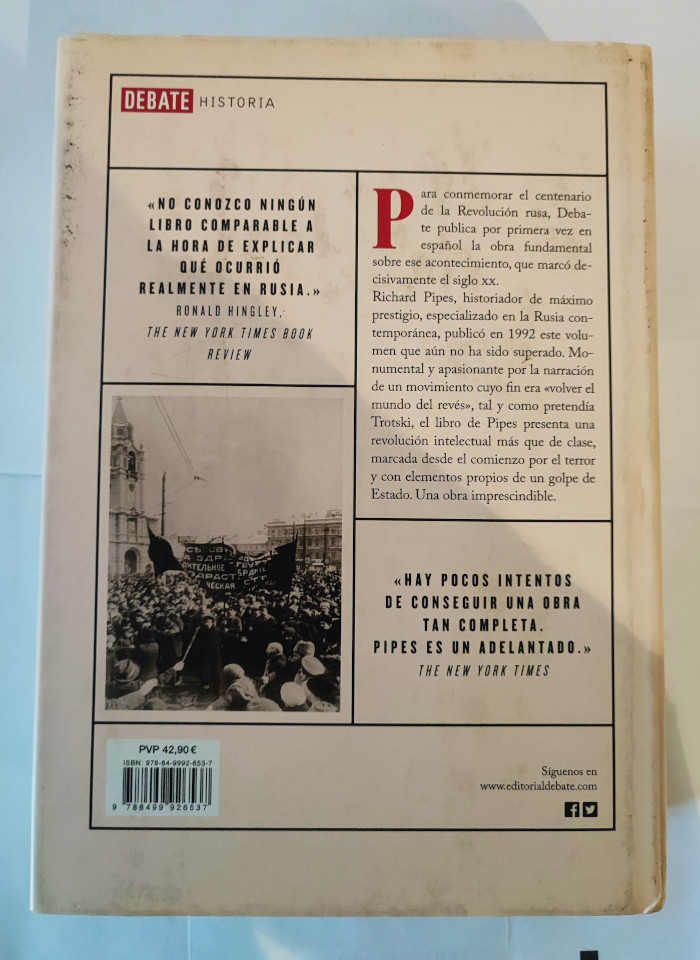 DEBATE HISTORIA
«NO CONOZCO NINGÚN
LIBRO COMPARABLE A
LA HORA DE EXPLICAR
QUÉ OCURRIÓ
REALMENTE EN RUSIA.»
RONALD HINGLEY,
THE NEW YORK TIMES BOOK
REVIEW
Para conmemorar el centenario
de la Revolución rusa, Deba-
te publica por primera vez en
español la obra fundamental
sobre ese acontecimiento, que marcó de-
cisivamente el siglo XX.
Richard Pipes, historiador de máximo
prestigio, especializado en la Rusia con-
temporánea, publicó en 1992 este volu-
men que aún no ha sido superado. Mo-
numental y apasionante por la narración
de un movimiento cuyo fin era «volver el
mundo del revés», tal y como pretendía
Trotski, el libro de Pipes presenta una
revolución intelectual más que de clase,
marcada desde el comienzo por el terror
y con elementos propios de un golpe de
Estado. Una obra imprescindible.
«HAY POCOS INTENTOS
DE CONSEGUIR UNA OBRA
TAN COMPLETA.
PIPES ES UN ADELANTADO.»
THE NEW YORK TIMES
PVP 42,90 €
ISBN: 978-84-9992-653-7
9 788499 926537
Síguenos en
www.editorialdebate.com